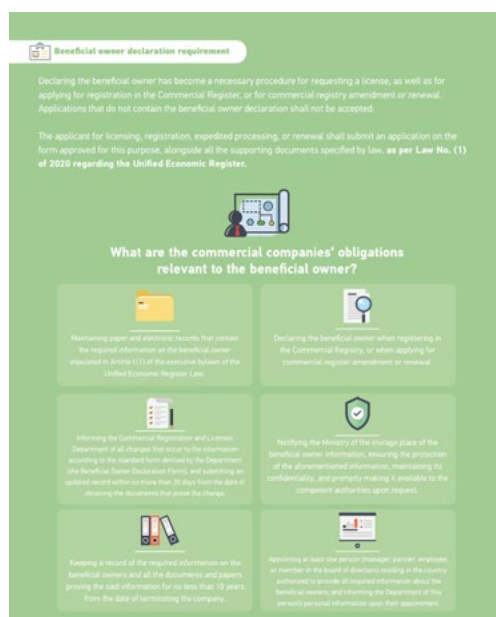 Beneficial owner declaration requirement
Declaring the beneficial owner has become a necessary procedure for requesting a license, as well as for
applying for registration in the Commercial Register, or for commercial registry amendment or renewal.
Applications that do not contain the beneficial owner declaration shall not be accepted.
The applicant for licensing, registration, expedited processing, or renewal shall submit an application on the
form approved for this purpose, alongside all the supporting documents specified by law, as per Law No. (1)
of 2020 regarding the Unified Economic Register.
What are the commercial companies' obligations
relevant to the beneficial owner?
Maintaining paper and electronic records that contain
the required information on the beneficial owner
stipulated in Article (11) of the executive bylaws of the
Unified Economic Register Law.
Declaring the beneficial owner when registering in
the Commercial Registry, or when applying for
commercial register amendment or renewal.
Informing the Commercial Registration and Licenses
Department of all changes that occur to the information
according to the standard form devised by the Department
(the Beneficial Owner Declaration Form), and submitting an
updated record within no more than 30 days from the date of
obtaining the documents that prove the change.
Notifying the Ministry of the storage place of the
beneficial owner information, ensuring the protection
of the aforementioned information, maintaining its
confidentiality, and promptly making it available to the
competent authorities upon request.
Keeping a record of the required information on the
beneficial owners and all the documents and papers
proving the said information for no less than 10 years
from the date of terminating the company.
Appointing at least one person (manager, partner, employee,
or member in the board of directors) residing in the country
authorized to provide all required information about the
beneficial owners; and informing the Department of this
person's personal information upon their appointment.